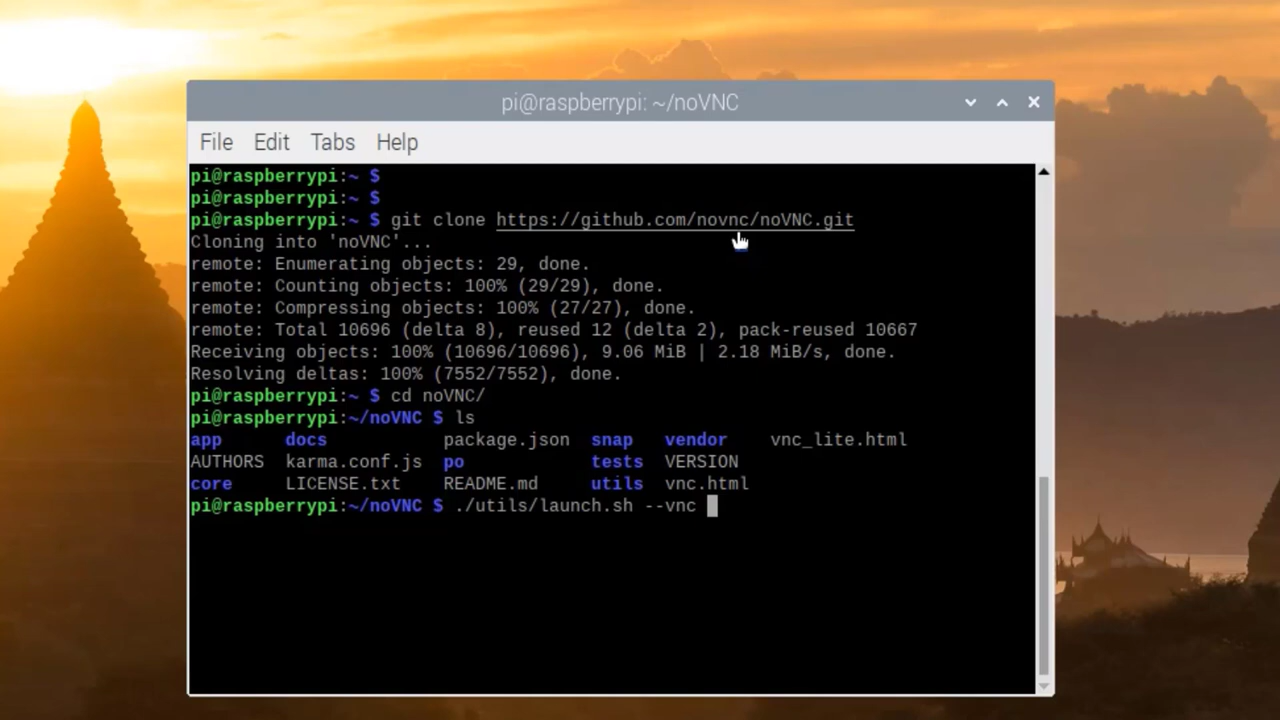 pi@raspberrypi: ~/noVNC
File Edit Tabs Help
pi@raspberrypi:~ $
pi@raspberrypi:~ $
pi@raspberrypi:~ $ git clone https://github.com/novnc/noVNC.git
Cloning into 'noVNC'...
remote: Enumerating objects: 29, done.
remote: Counting objects: 100% (29/29), done.
remote: Compressing objects: 100% (27/27), done.
remote: Total 10696 (delta 8), reused 12 (delta 2), pack-reused 10667
Receiving objects: 100% (10696/10696), 9.06 MiB | 2.18 MiB/s, done.
Resolving deltas: 100% (7552/7552), done.
pi@raspberrypi:~ $ cd noVNC/
pi@raspberrypi:~/noVNC $ ls
app docs package.json snap vendor vnc_lite.html
AUTHORS karma.conf.js po tests VERSION
core LICENSE.txt README.md utils vnc.html
pi@raspberrypi:~/noVNC $ ./utils/launch.sh --vnc